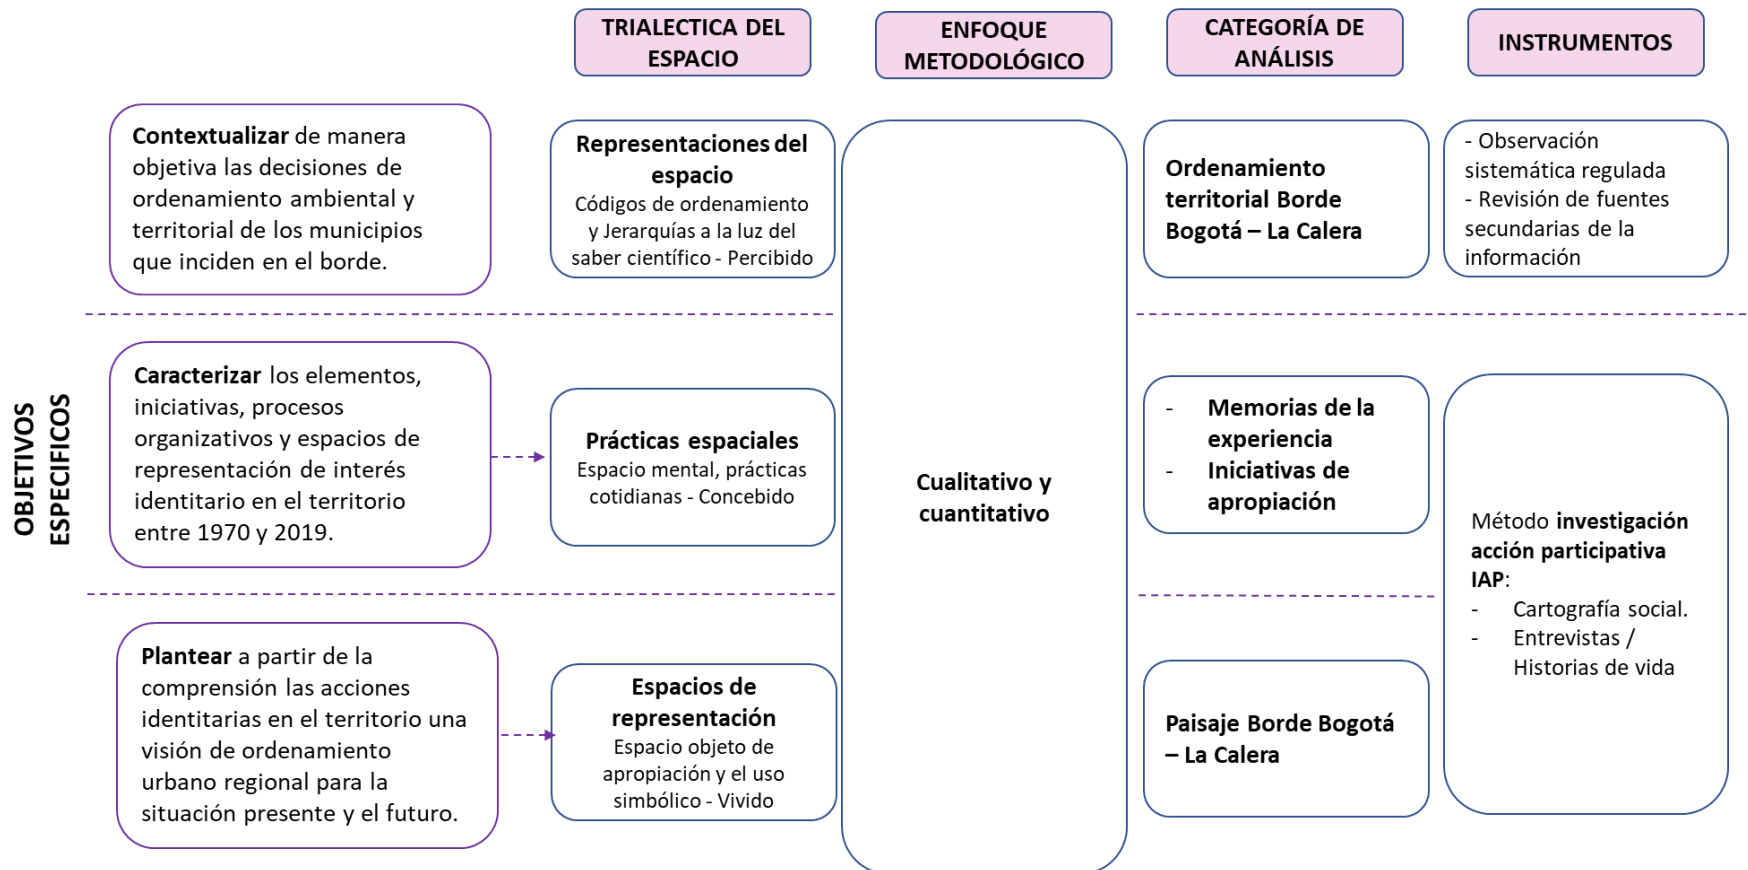 TRIALECTICA DEL
ESPACIO
ENFOQUE
METODOLÓGICO
CATEGORÍA DE
ANÁLISIS
INSTRUMENTOS
OBJETIVOS
ESPECIFICOS
Contextualizar de manera
objetiva las decisiones de
ordenamiento ambiental y
territorial de los municipios
que inciden en el borde.
Representaciones del
espacio
Códigos de ordenamiento
y Jerarquías a la luz del
saber científico - Percibido
Ordenamiento
territorial Borde
Bogotá – La Calera
- Observación
sistemática regulada
- Revisión de fuentes
secundarias de la
información
Caracterizar los elementos,
iniciativas, procesos
organizativos y espacios de
representación de interés
identitario en el territorio
entre 1970 y 2019.
Prácticas espaciales
Espacio mental, prácticas
cotidianas - Concebido
Cualitativo y
cuantitativo
- Memorias de la
experiencia
- Iniciativas de
apropiación
Método investigación
acción participativa
IAP:
- Cartografía social.
- Entrevistas /
Historias de vida
Plantear a partir de la
comprensión las acciones
identitarias en el territorio una
visión de ordenamiento
urbano regional para la
situación presente y el futuro.
Espacios de
representación
Espacio objeto de
apropiación y el uso
simbólico - Vivido
Paisaje Borde Bogotá
– La Calera